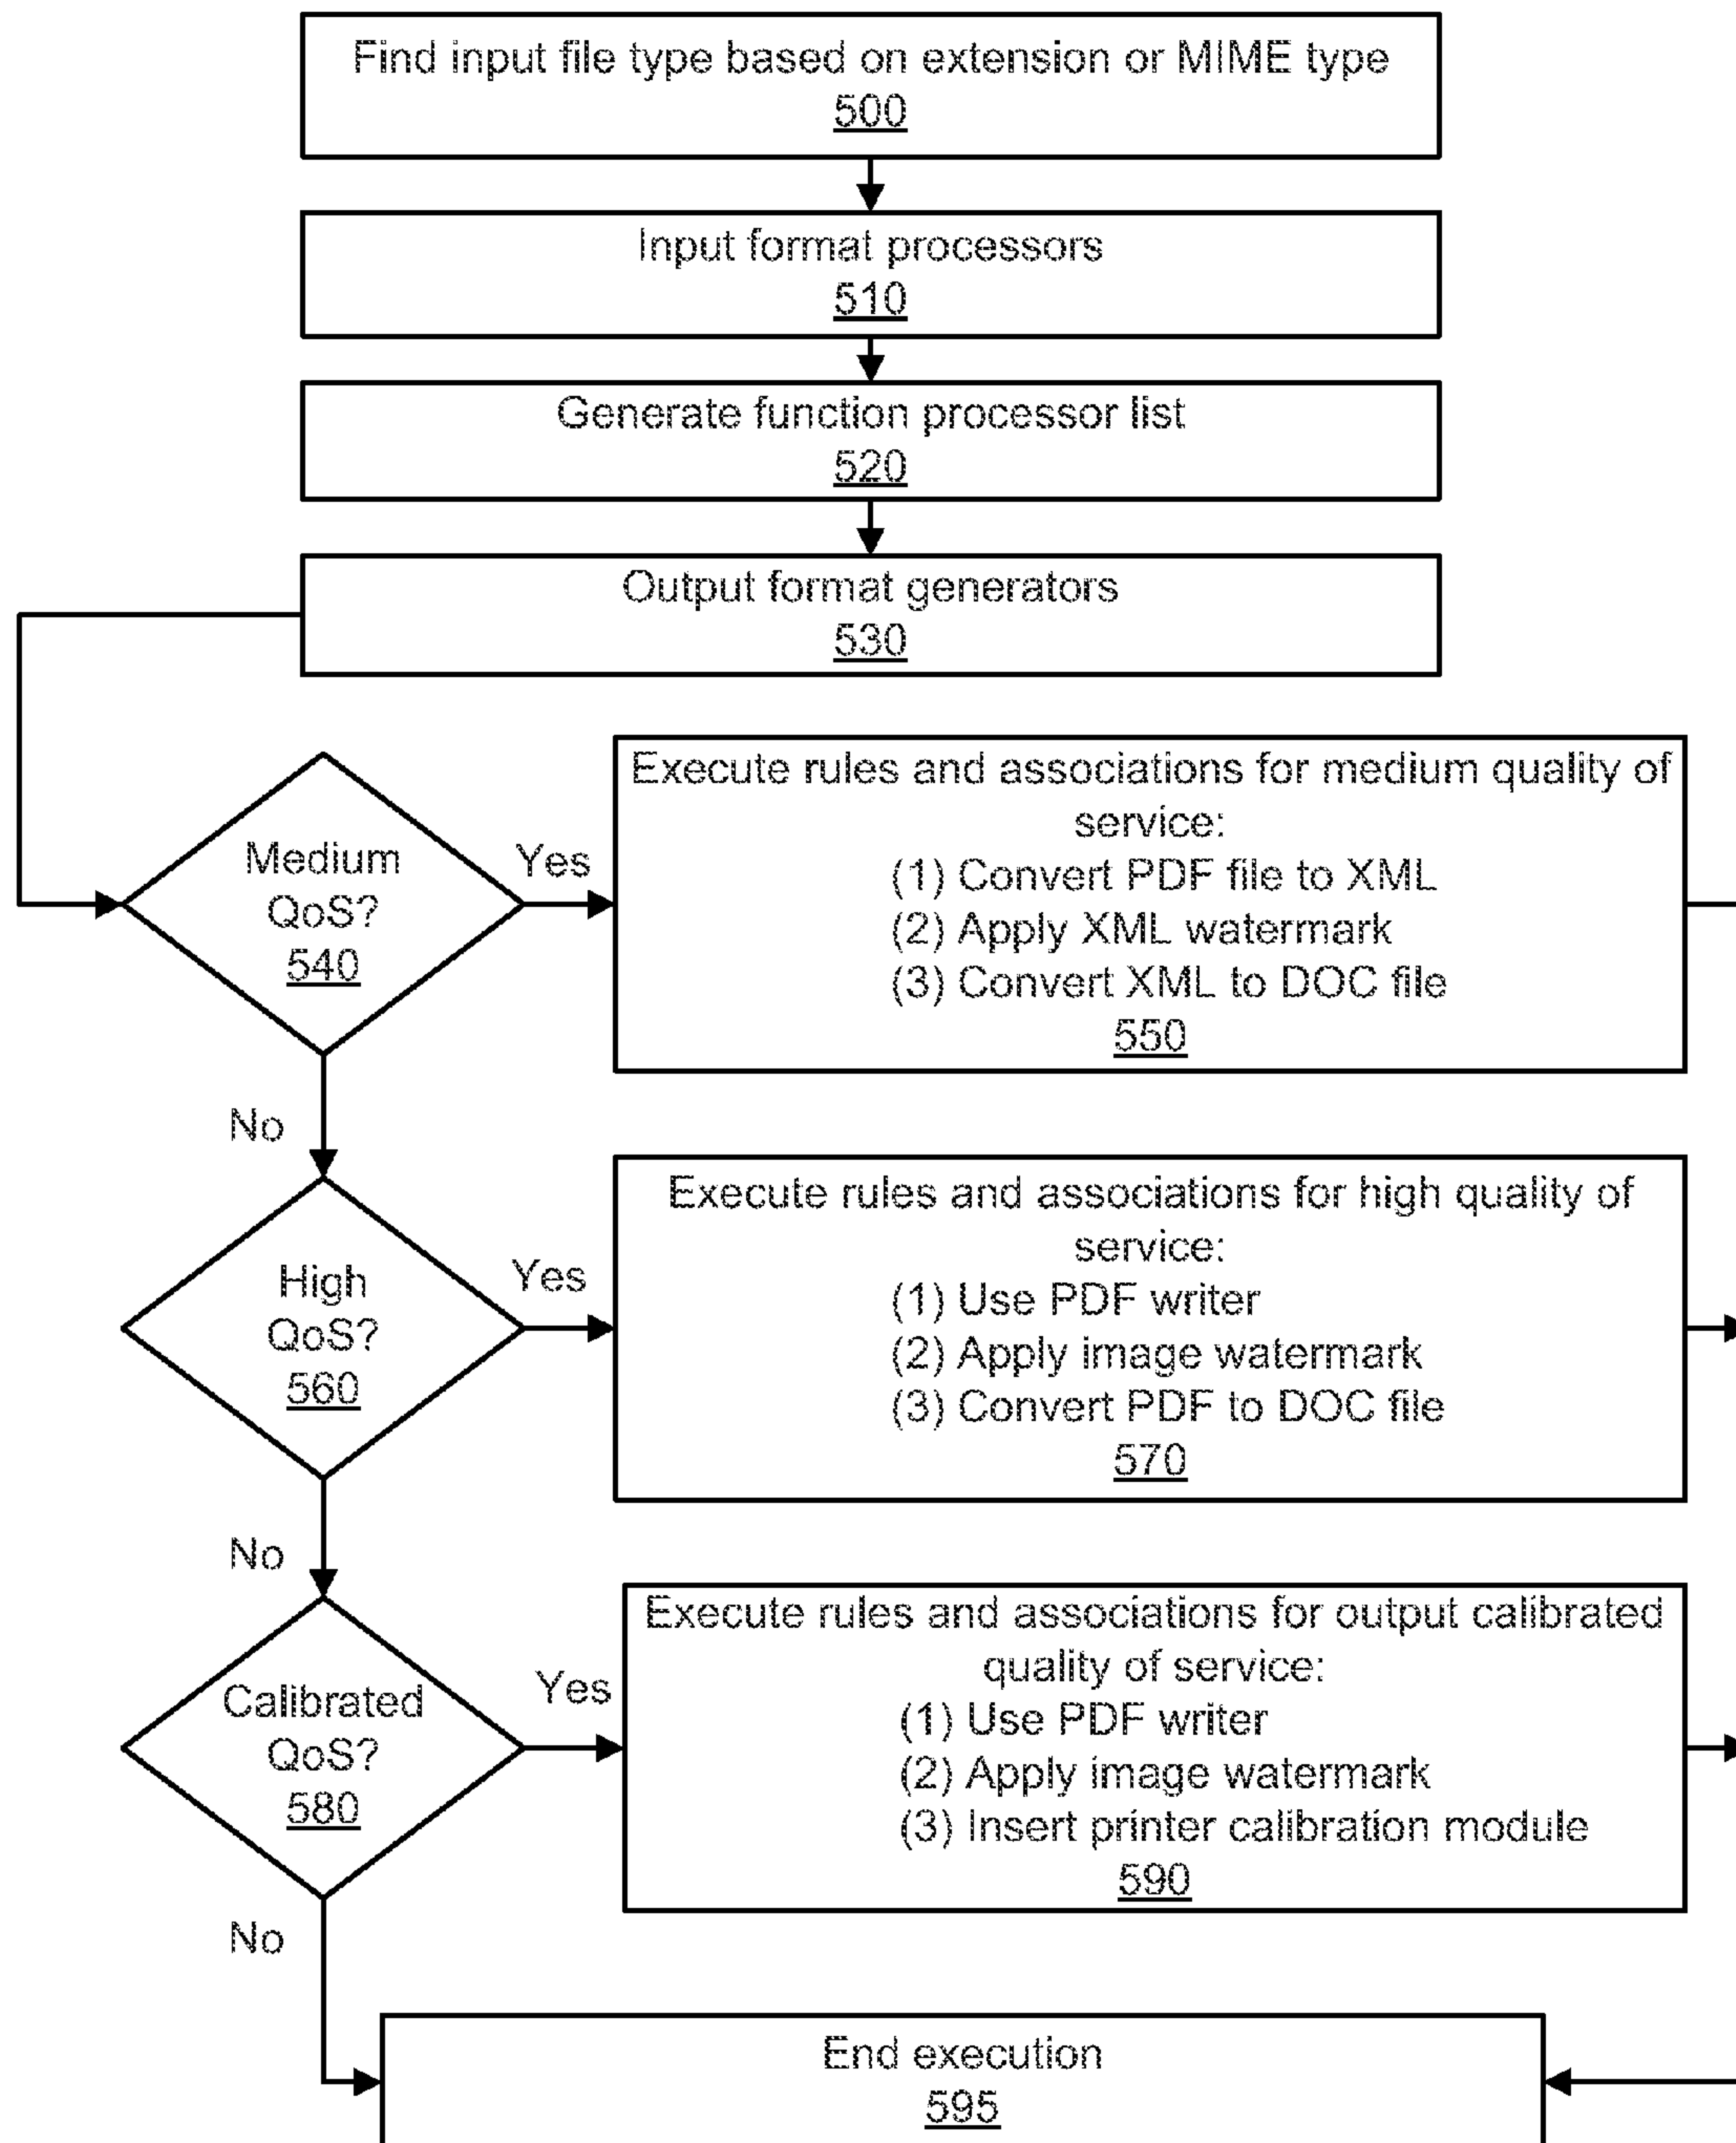 Find input file type based on extension or MIME type
500
Input format processors
510
Generate function processor list
520
Output format generators
530
Medium
QoS?
540
Yes
Execute rules and associations for medium quality of
service:
(1) Convert PDF file to XML
(2) Apply XML watermark
(3) Convert XML to DOC file
550
No
High
QoS?
560
Yes
Execute rules and associations for high quality of
service:
(1) Use PDF writer
(2) Apply image watermark
(3) Convert PDF to DOC file
570
No
Calibrated
QoS?
580
Yes
Execute rules and associations for output calibrated
quality of service:
(1) Use PDF writer
(2) Apply image watermark
(3) Insert printer calibration module
590
No
End execution
595